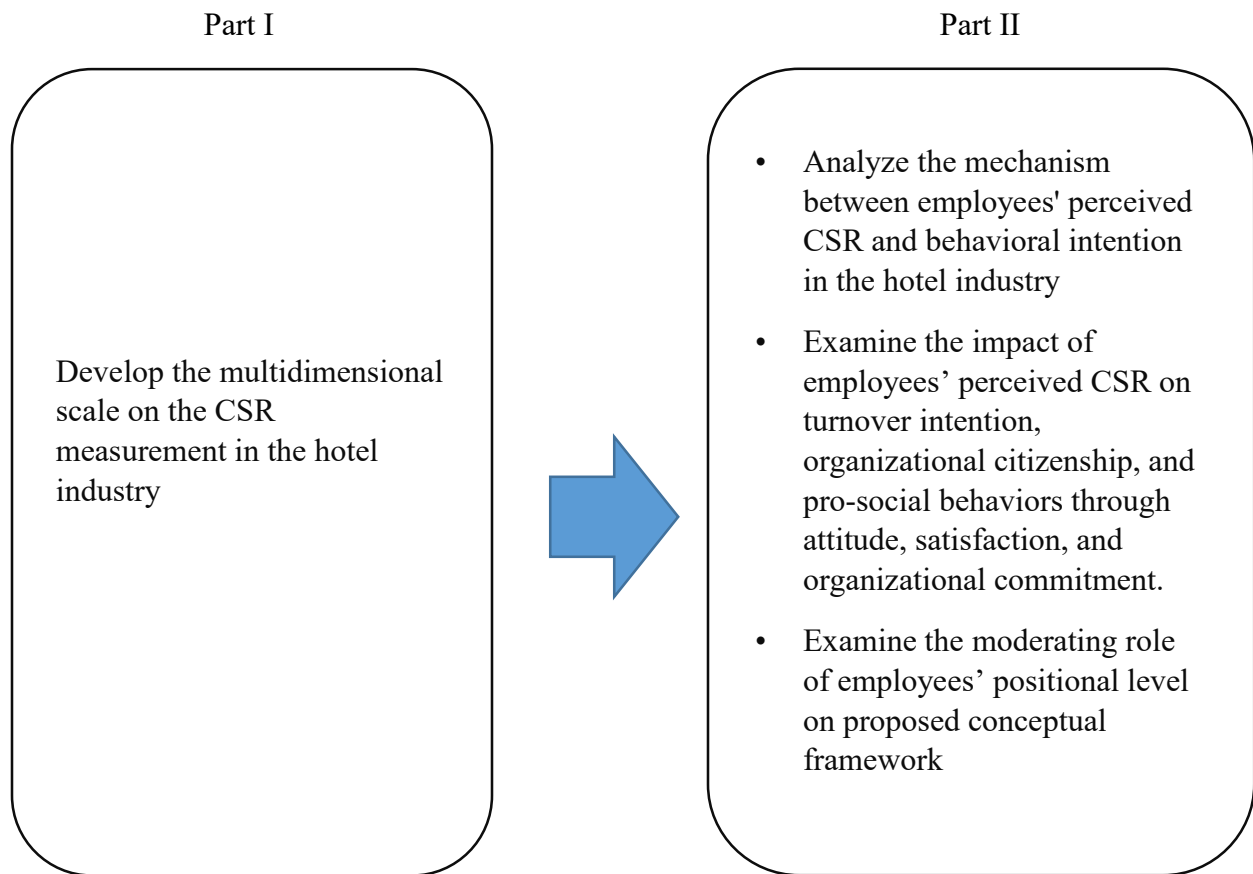 Part I
Develop the multidimensional
scale on the CSR
measurement in the hotel
industry
Part II
• Analyze the mechanism
between employees' perceived
CSR and behavioral intention
in the hotel industry
• Examine the impact of
employees’ perceived CSR on
turnover intention,
organizational citizenship, and
pro-social behaviors through
attitude, satisfaction, and
organizational commitment.
• Examine the moderating role
of employees’ positional level
on proposed conceptual
framework